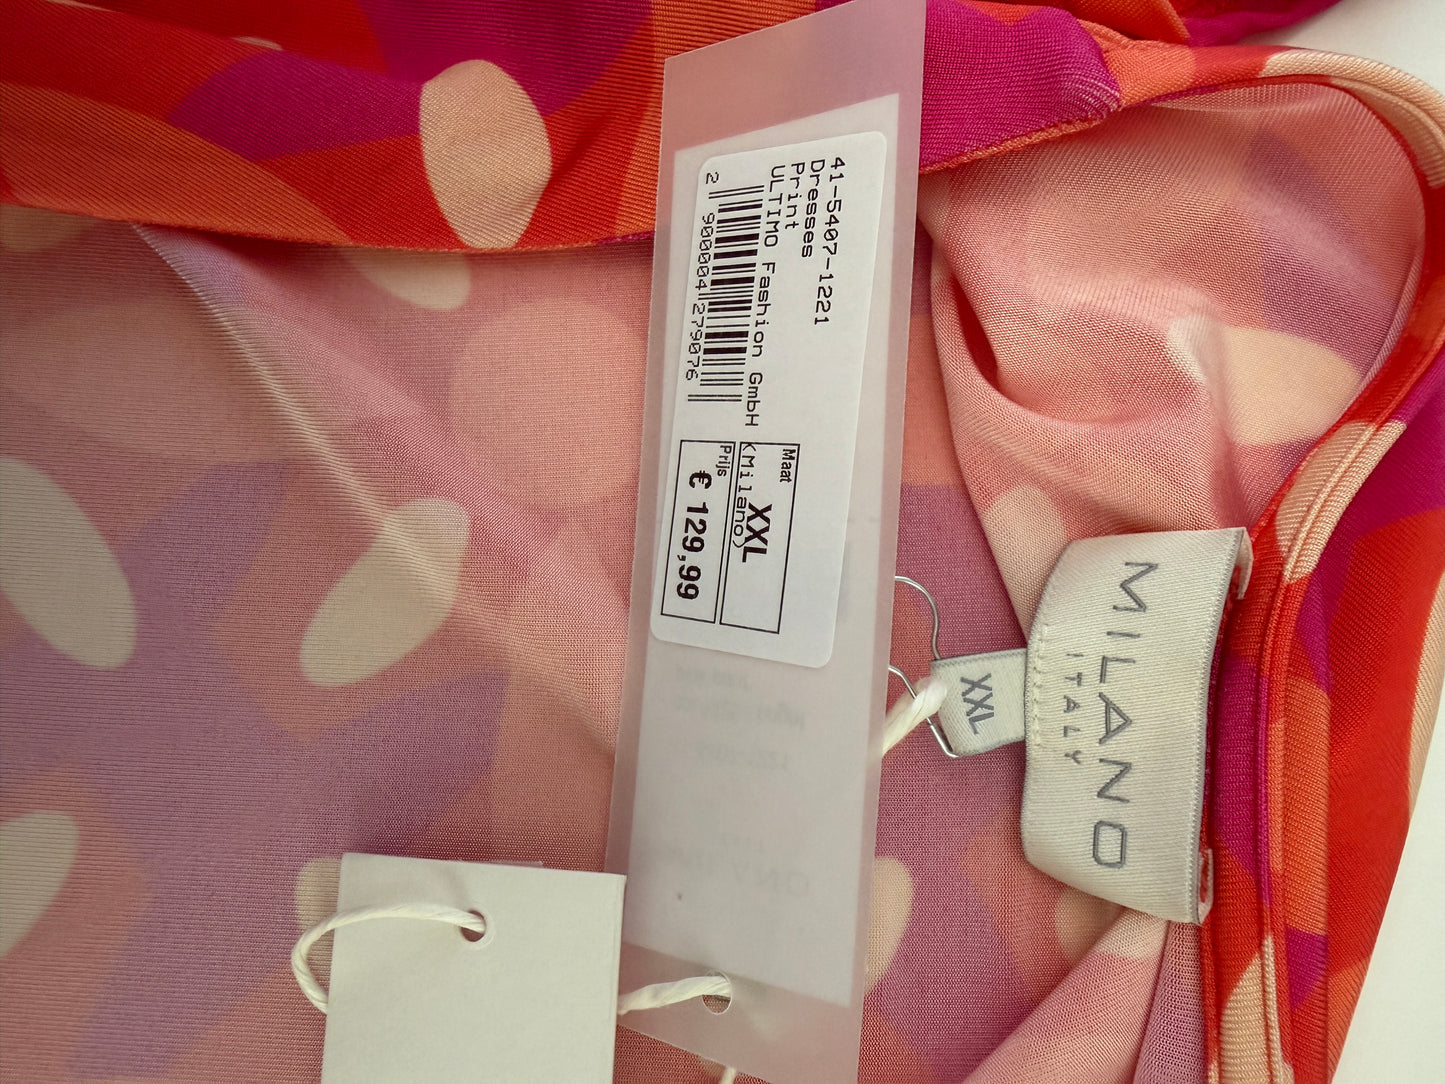 41-5407-1221
Dresses
Print
ULTIMO Fashion GmbH
(Milano)
2 900004 279076
Maat
XXL
Prijs
€ 129,99
MILANO
ITALY
XXL